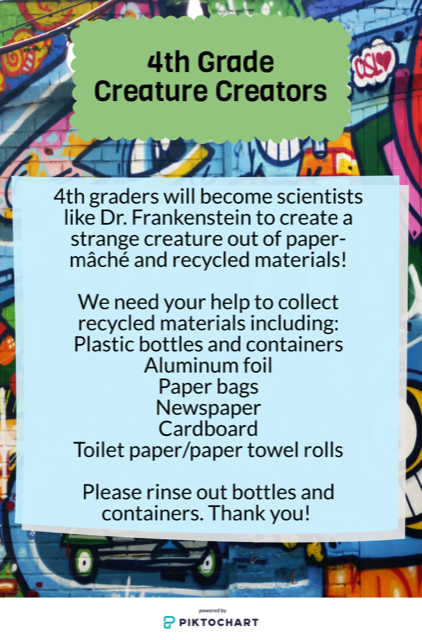 4th Grade
Creature Creators
OSLO
4th graders will become scientists
like Dr. Frankenstein to create a
strange creature out of paper-
mâché and recycled materials!
We need your help to collect
recycled materials including:
Plastic bottles and containers
Aluminum foil
Paper bags
Newspaper
Cardboard
Toilet paper/paper towel rolls
Please rinse out bottles and
containers. Thank you!
powered by
PIKTOCHART